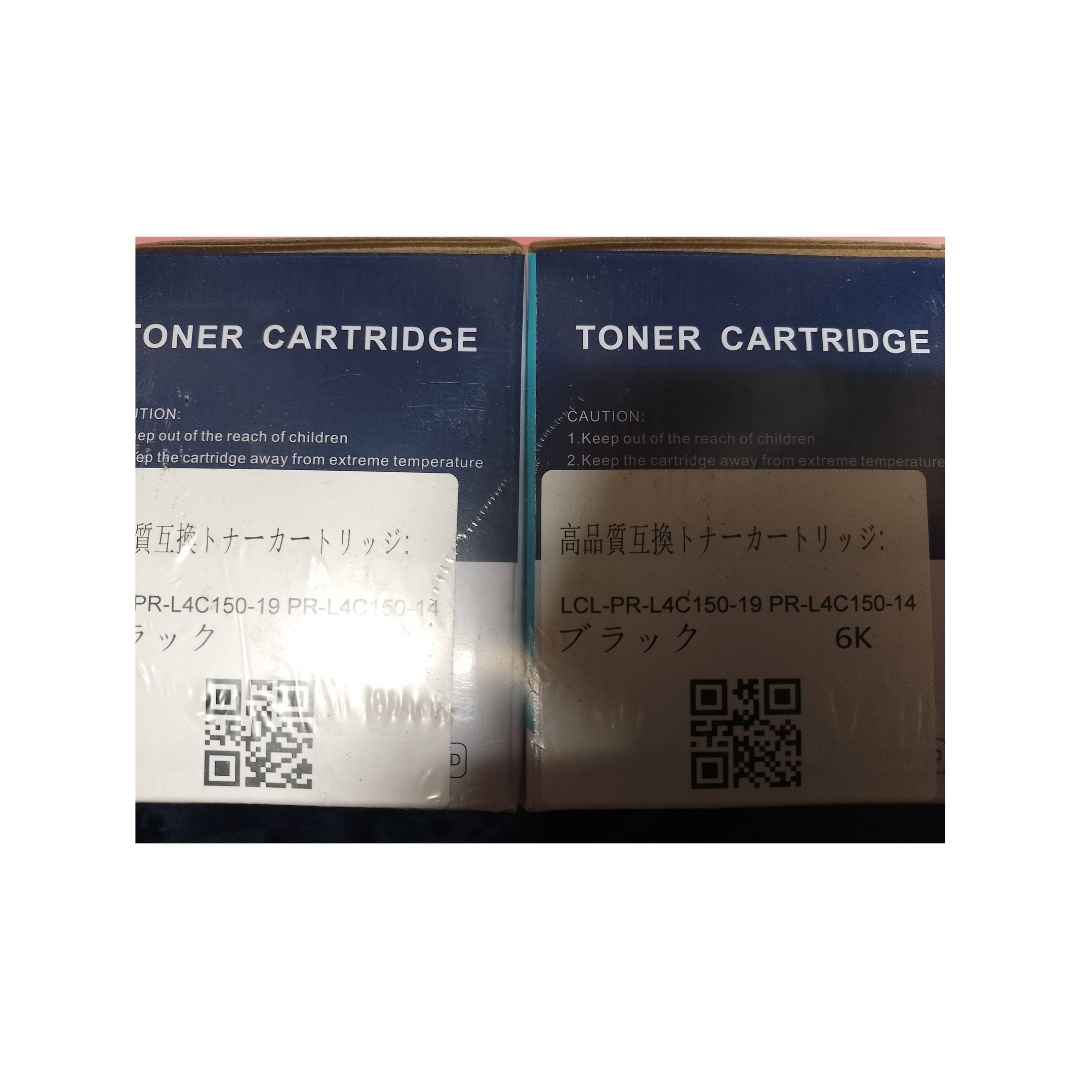 TONER CARTRIDGE
UTION:
eep out of the reach of children
ep the cartridge away from extreme temperature
質互換トナーカートリッジ:
PR-L4C150-19 PR-L4C150-14
ラック
TONER CARTRIDGE
CAUTION:
1.Keep out of the reach of children
2.Keep the cartridge away from extreme temperature
高品質互換トナーカートリッジ:
LCL-PR-L4C150-19 PR-L4C150-14
ブラック 6K